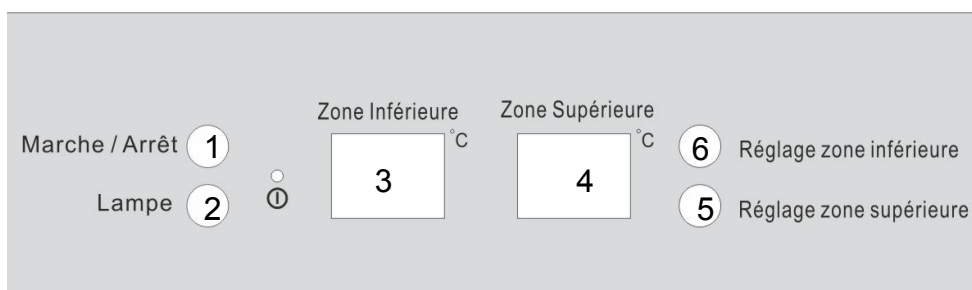 Zone Inférieure Zone Supérieure
Marche / Arrêt 1 °C °C 6 Réglage zone inférieure
3 4
Lampe 2 5 Réglage zone supérieure